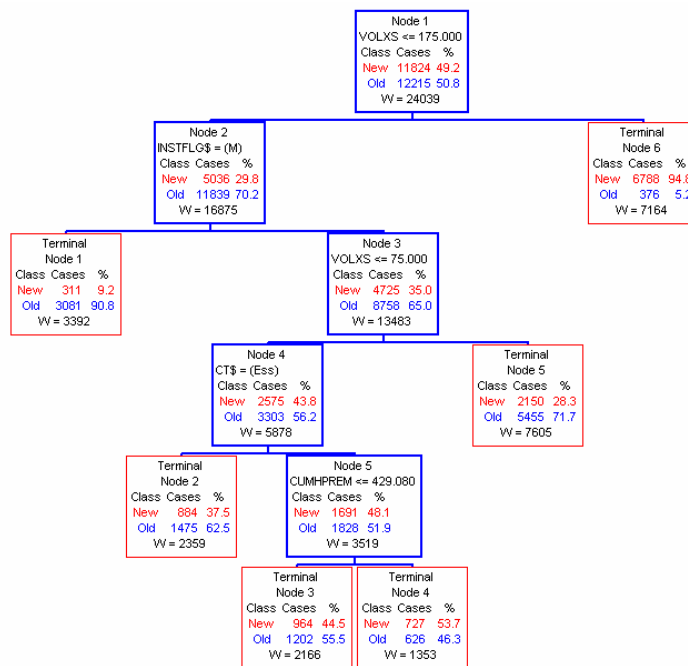 Node 1
VOLXS <= 175.000
Class Cases %
New 11824 49.2
Old 12215 50.8
W = 24039
Node 2
INSTFLG$ = (M)
Class Cases %
New 5036 29.8
Old 11839 70.2
W = 16875
Terminal
Node 6
Class Cases %
New 6788 94.8
Old 376 5.2
W = 7164
Terminal
Node 1
Class Cases %
New 311 9.2
Old 3081 90.8
W = 3392
Node 3
VOLXS <= 75.000
Class Cases %
New 4725 35.0
Old 8758 65.0
W = 13483
Node 4
CT$ = (Ess)
Class Cases %
New 2575 43.8
Old 3303 56.2
W = 5878
Terminal
Node 5
Class Cases %
New 2150 28.3
Old 5455 71.7
W = 7605
Terminal
Node 2
Class Cases %
New 884 37.5
Old 1475 62.5
W = 2359
Node 5
CUMHPREM <= 429.080
Class Cases %
New 1691 48.1
Old 1828 51.9
W = 3519
Terminal
Node 3
Class Cases %
New 964 44.5
Old 1202 55.5
W = 2166
Terminal
Node 4
Class Cases %
New 727 53.7
Old 626 46.3
W = 1353